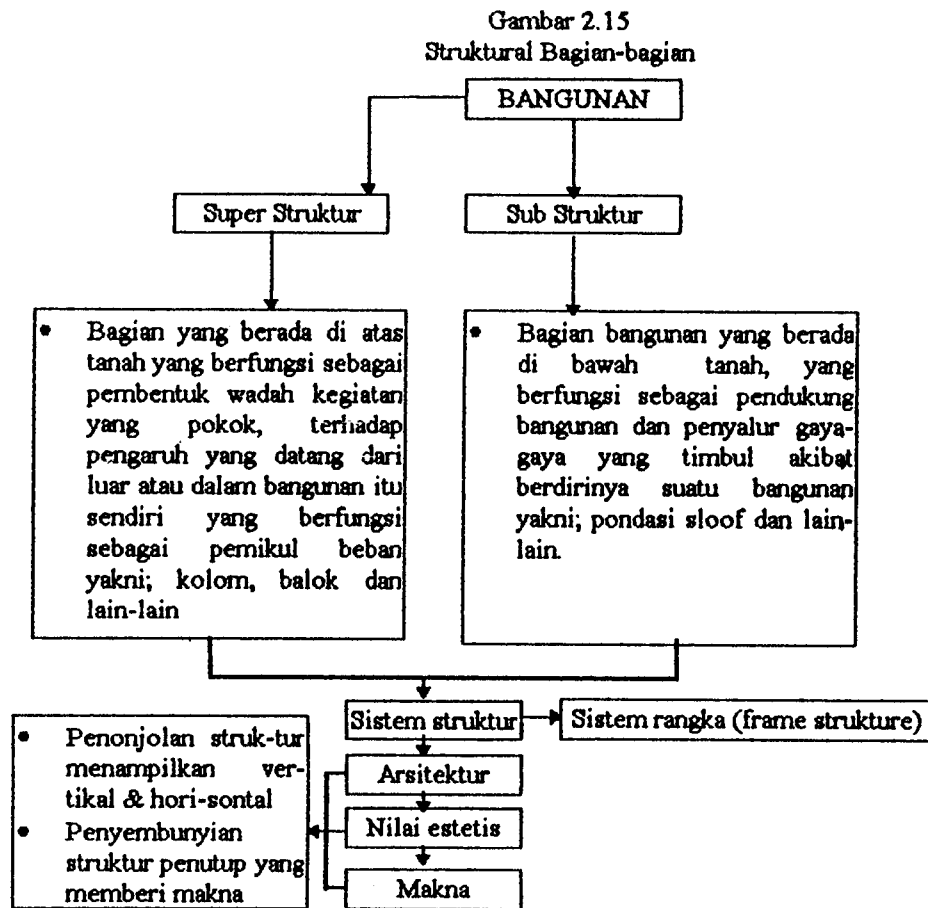 Gambar 2.15
Struktural Bagian-bagian
BANGUNAN
Super Struktur
Sub Struktur
• Bagian yang berada di atas
tanah yang berfungsi sebagai
pembentuk wadah kegiatan
yang pokok, terhadap
pengaruh yang datang dari
luar atau dalam bangunan itu
sendiri yang berfungsi
sebagai pemikul beban
yakni; kolom, balok dan
lain-lain
• Bagian bangunan yang berada
di bawah tanah, yang
berfungsi sebagai pendukung
bangunan dan penyalur gaya-
gaya yang timbul akibat
berdirinya suatu bangunan
yakni; pondasi sloof dan lain-
lain.
Sistem struktur
Sistem rangka (frame strukture)
• Penonjolan struk-tur
menampilkan ver-
tikal & hori-sontal
• Penyembunyian
struktur penutup yang
memberi makna
Arsitektur
Nilai estetis
Makna